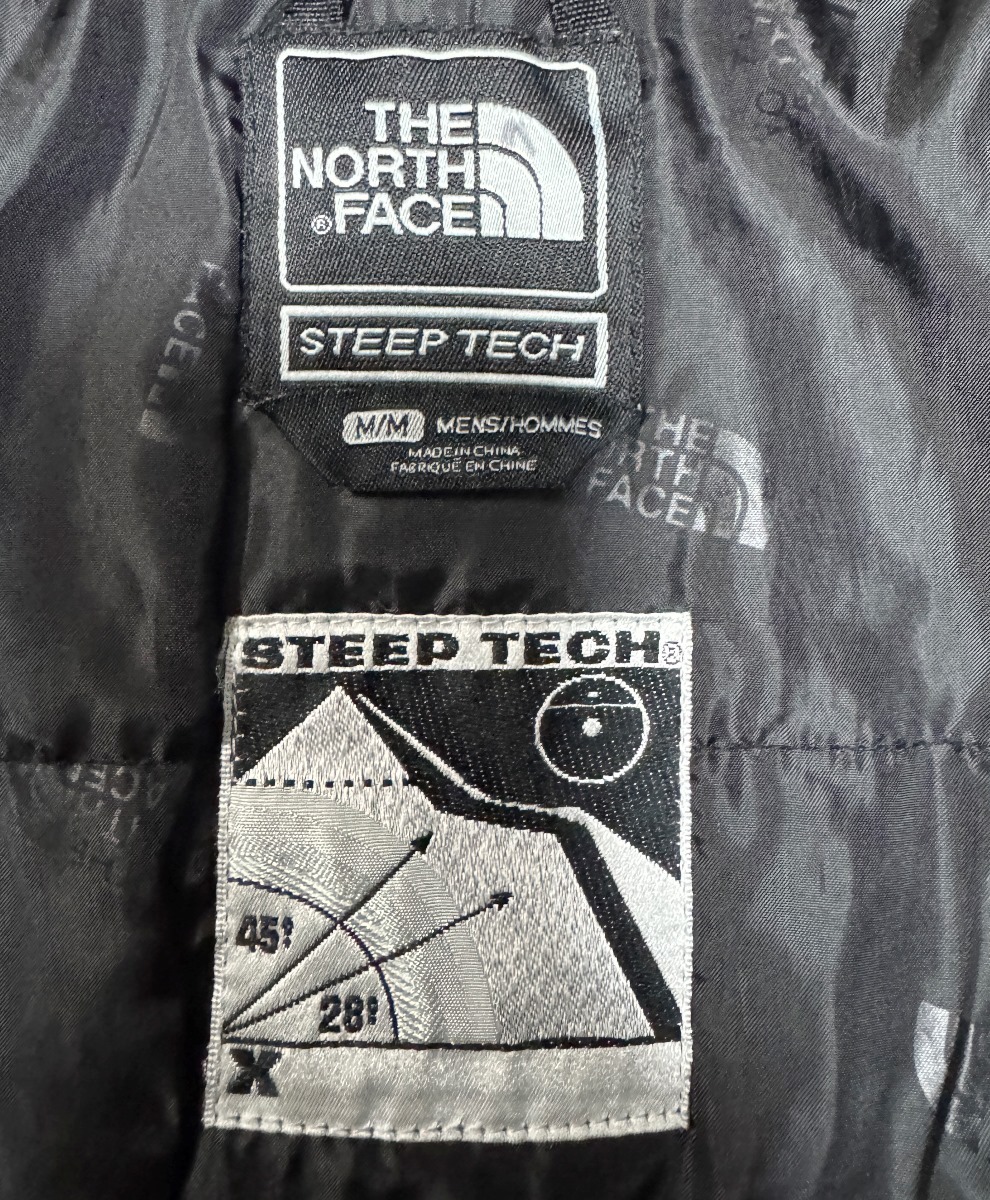 THE
NORTH
®FACE
STEEP TECH
M/M MENS/HOMMES
MADE IN CHINA
FABRIQUÉ EN CHINE
THE
NORTH
FACE
STEEP TECH®
45°
28°
X